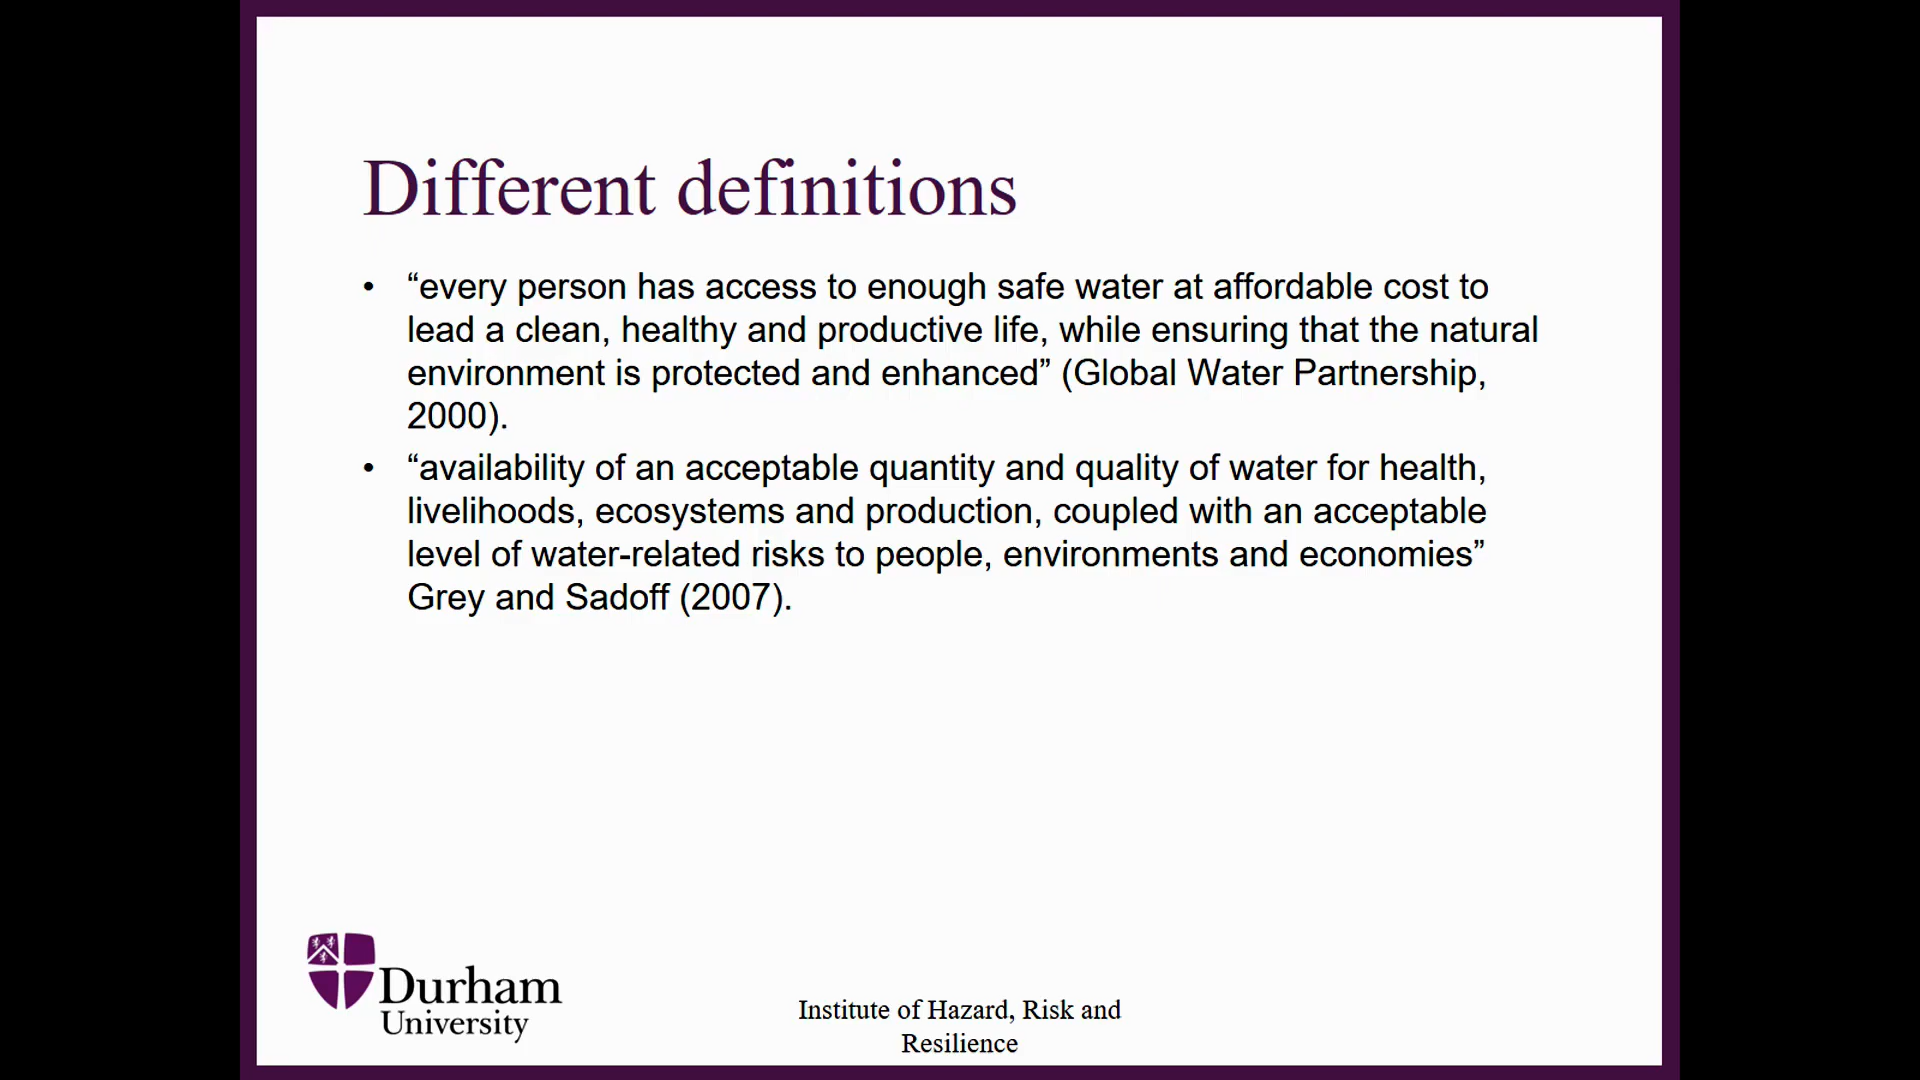 Different definitions
• “every person has access to enough safe water at affordable cost to
lead a clean, healthy and productive life, while ensuring that the natural
environment is protected and enhanced” (Global Water Partnership,
2000).
• “availability of an acceptable quantity and quality of water for health,
livelihoods, ecosystems and production, coupled with an acceptable
level of water-related risks to people, environments and economies”
Grey and Sadoff (2007).
Durham
University
Institute of Hazard, Risk and
Resilience